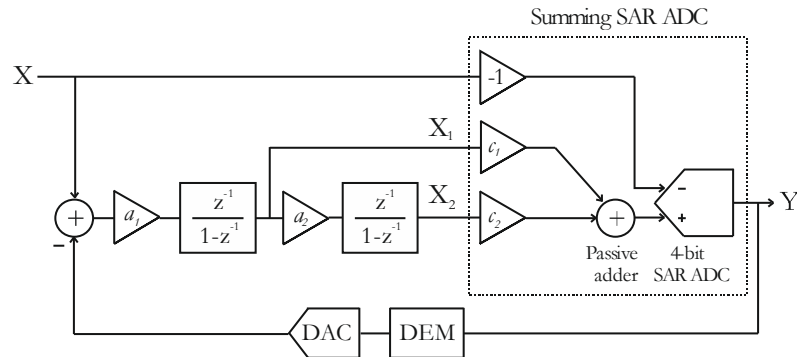 Summing SAR ADC
X
-1
X₁
c₁
−
Y
+
a₁
z⁻¹
1-z⁻¹
a₂
z⁻¹
1-z⁻¹
X₂
c₂
+
+
−
Passive
adder
4-bit
SAR ADC
DAC
DEM